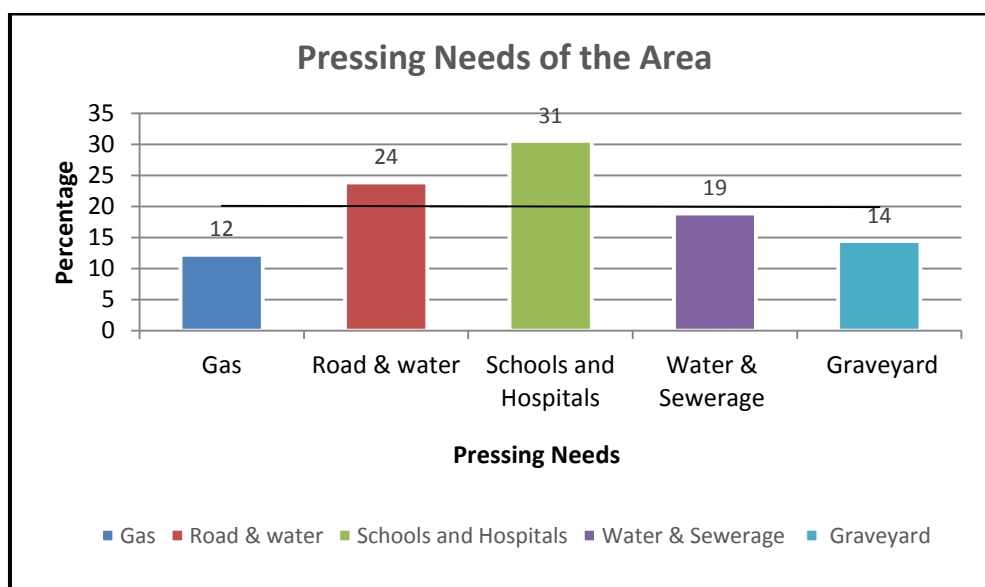 Pressing Needs of the Area
Percentage
35
30
25
20
15
10
5
0
12
24
31
19
14
Gas
Road & water
Schools and
Hospitals
Water &
Sewerage
Graveyard
Pressing Needs
Gas Road & water Schools and Hospitals Water & Sewerage Graveyard